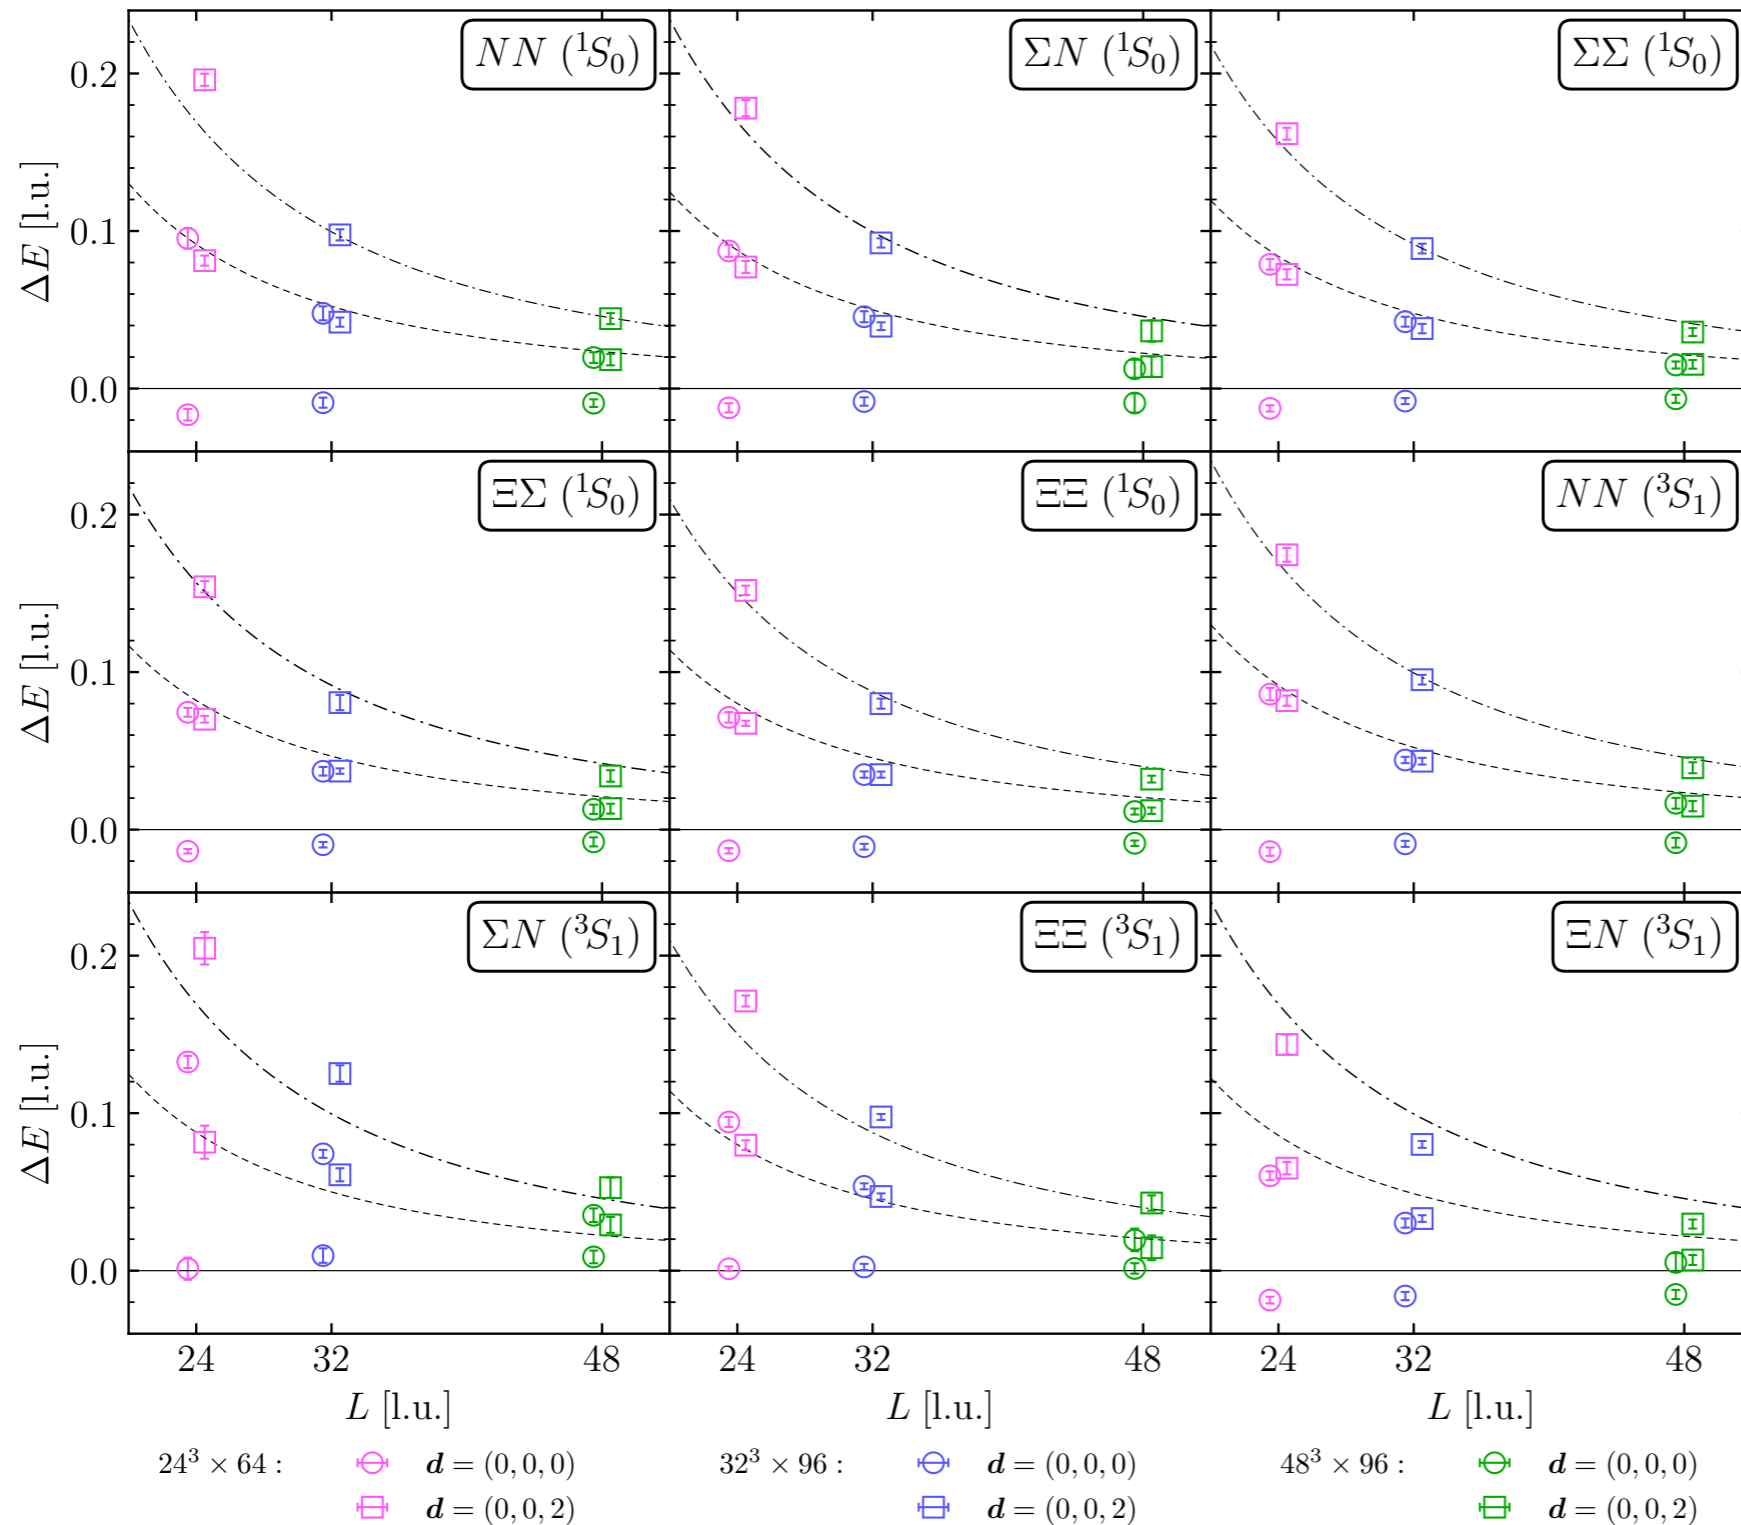 NN (¹S₀) ΣN (¹S₀) ΣΣ (¹S₀)
0.2
0.1
0.0
ΔE [l.u.]
ΞΣ (¹S₀) ΞΞ (¹S₀) NN (³S₁)
0.2
0.1
0.0
ΔE [l.u.]
ΣN (³S₁) ΞΞ (³S₁) ΞN (³S₁)
0.2
0.1
0.0
ΔE [l.u.]
24 32 48 24 32 48 24 32 48
L [l.u.] L [l.u.] L [l.u.]
24³ × 64 : d = (0, 0, 0) 32³ × 96 : d = (0, 0, 0) 48³ × 96 : d = (0, 0, 0)
d = (0, 0, 2) d = (0, 0, 2) d = (0, 0, 2)